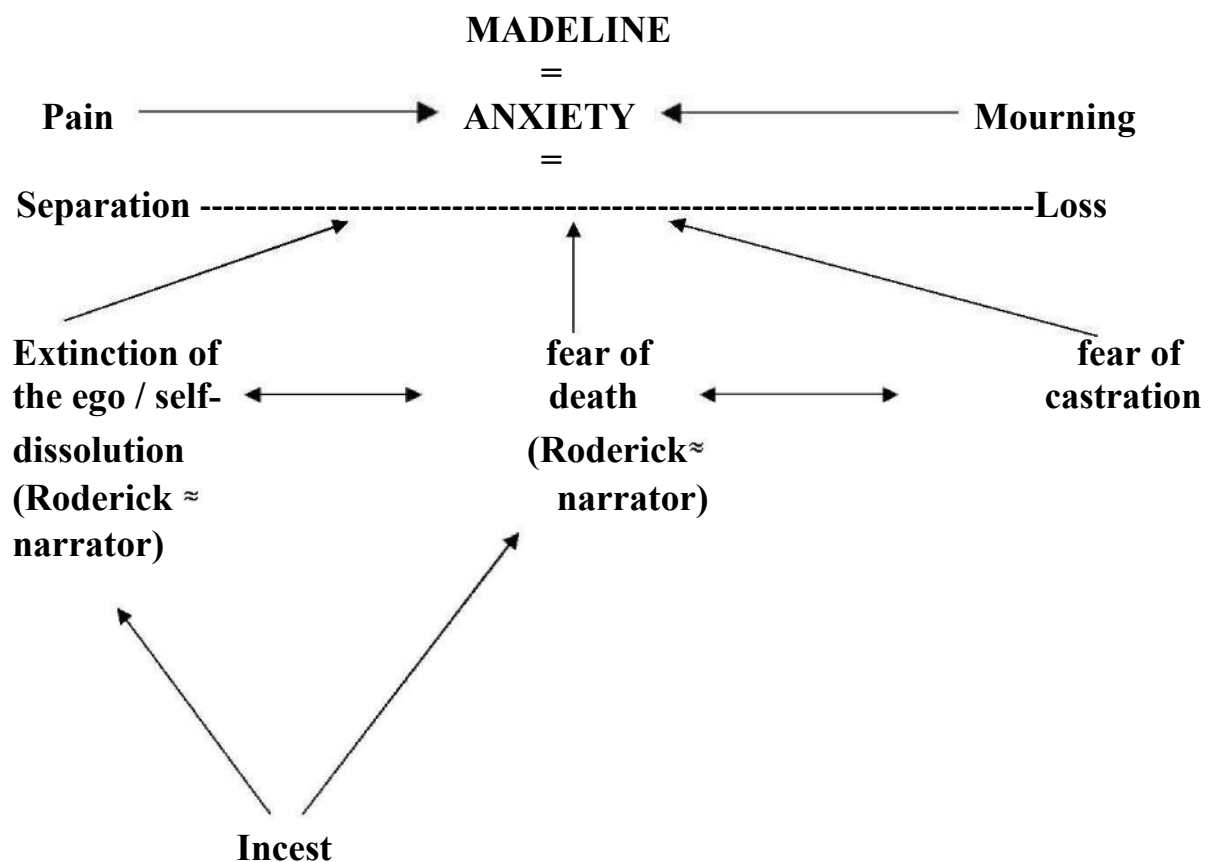 MADELINE
=
Pain ANXIETY Mourning
=
Separation ------------------------------------------------------------------------Loss
Extinction of fear of fear of
the ego / self- death castration
dissolution (Roderick≈
(Roderick ≈ narrator)
narrator)
Incest